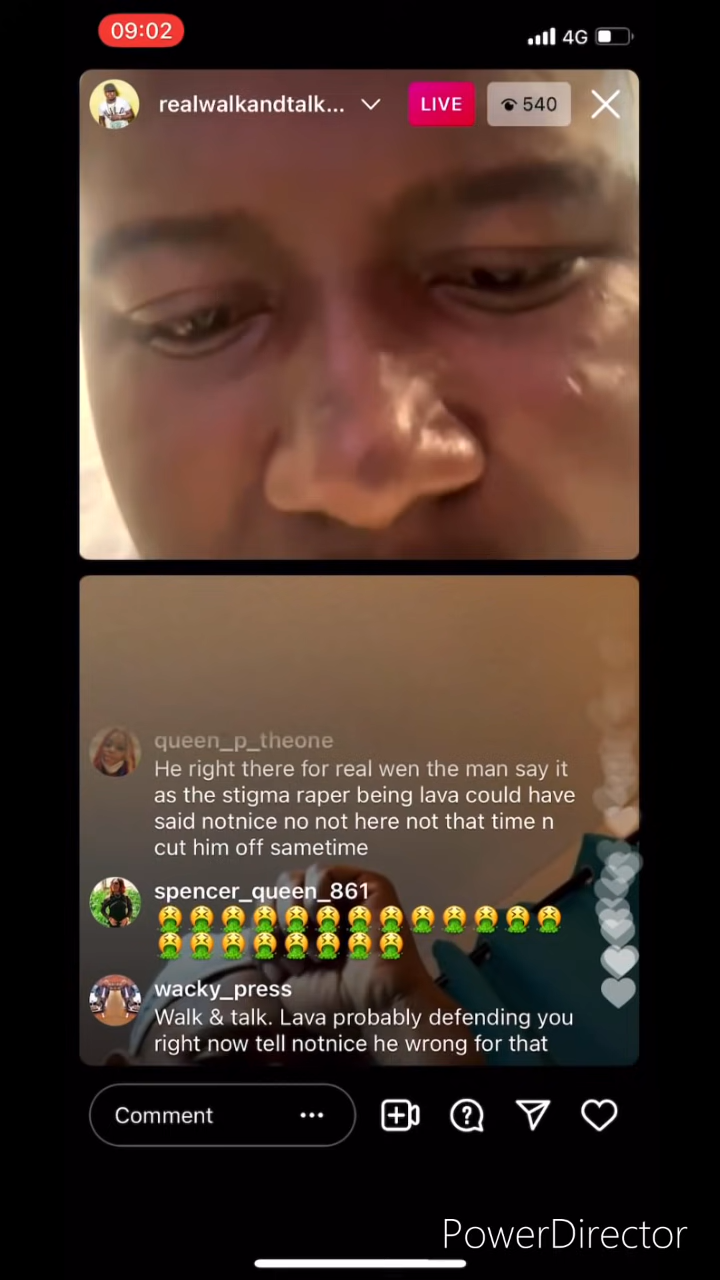 09:02
4G
realwalkandtalk...
LIVE
540
queen_p_theone
He right there for real wen the man say it
as the stigma raper being lava could have
said notnice no not here not that time n
cut him off sametime
spencer_queen_861
🤮🤮🤮🤮🤮🤮🤮🤮🤮🤮🤮🤮🤮
🤮🤮🤮🤮🤮🤮🤮🤮
wacky_press
Walk & talk. Lava probably defending you
right now tell notnice he wrong for that
Comment
PowerDirector